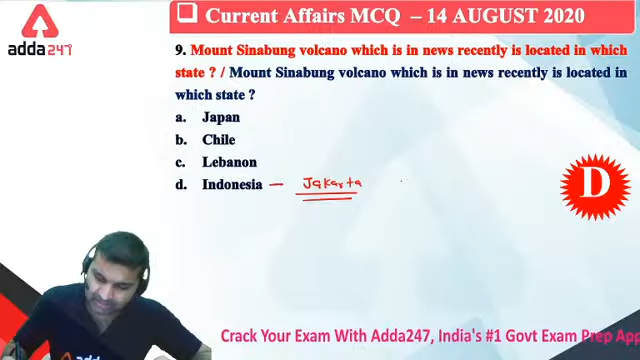 Current Affairs MCQ – 14 AUGUST 2020
adda247
9. Mount Sinabung volcano which is in news recently is located in which
state ? / Mount Sinabung volcano which is in news recently is located in
which state ?
a. Japan
b. Chile
c. Lebanon
d. Indonesia – Jakarta
D
Crack Your Exam With Adda247, India's #1 Govt Exam Prep App
adda